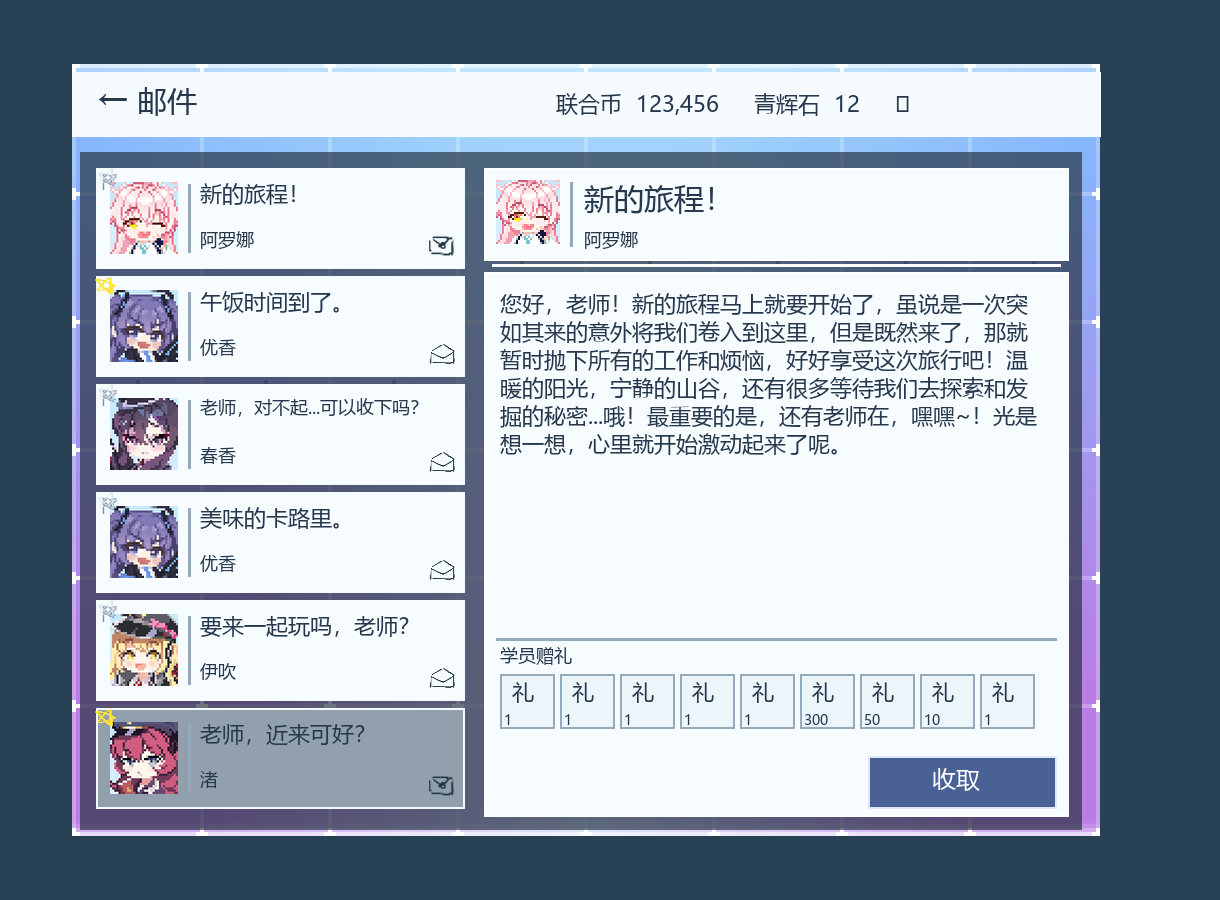 ← 邮件
联合币 123,456 青辉石 12
新的旅程！
阿罗娜
午饭时间到了。
优香
老师，对不起...可以收下吗？
春香
美味的卡路里。
优香
要来一起玩吗，老师？
伊吹
老师，近来可好？
渚
新的旅程！
阿罗娜
您好，老师！新的旅程马上就要开始了，虽说是一次突
如其来的意外将我们卷入到这里，但是既然来了，那就
暂时抛下所有的工作和烦恼，好好享受这次旅行吧！温
暖的阳光，宁静的山谷，还有很多等待我们去探索和发
掘的秘密...哦！最重要的是，还有老师在，嘿嘿~！光是
想一想，心里就开始激动起来了呢。
学员赠礼
礼 礼 礼 礼 礼 礼 礼 礼 礼
1 1 1 1 1 300 50 10 1
收取